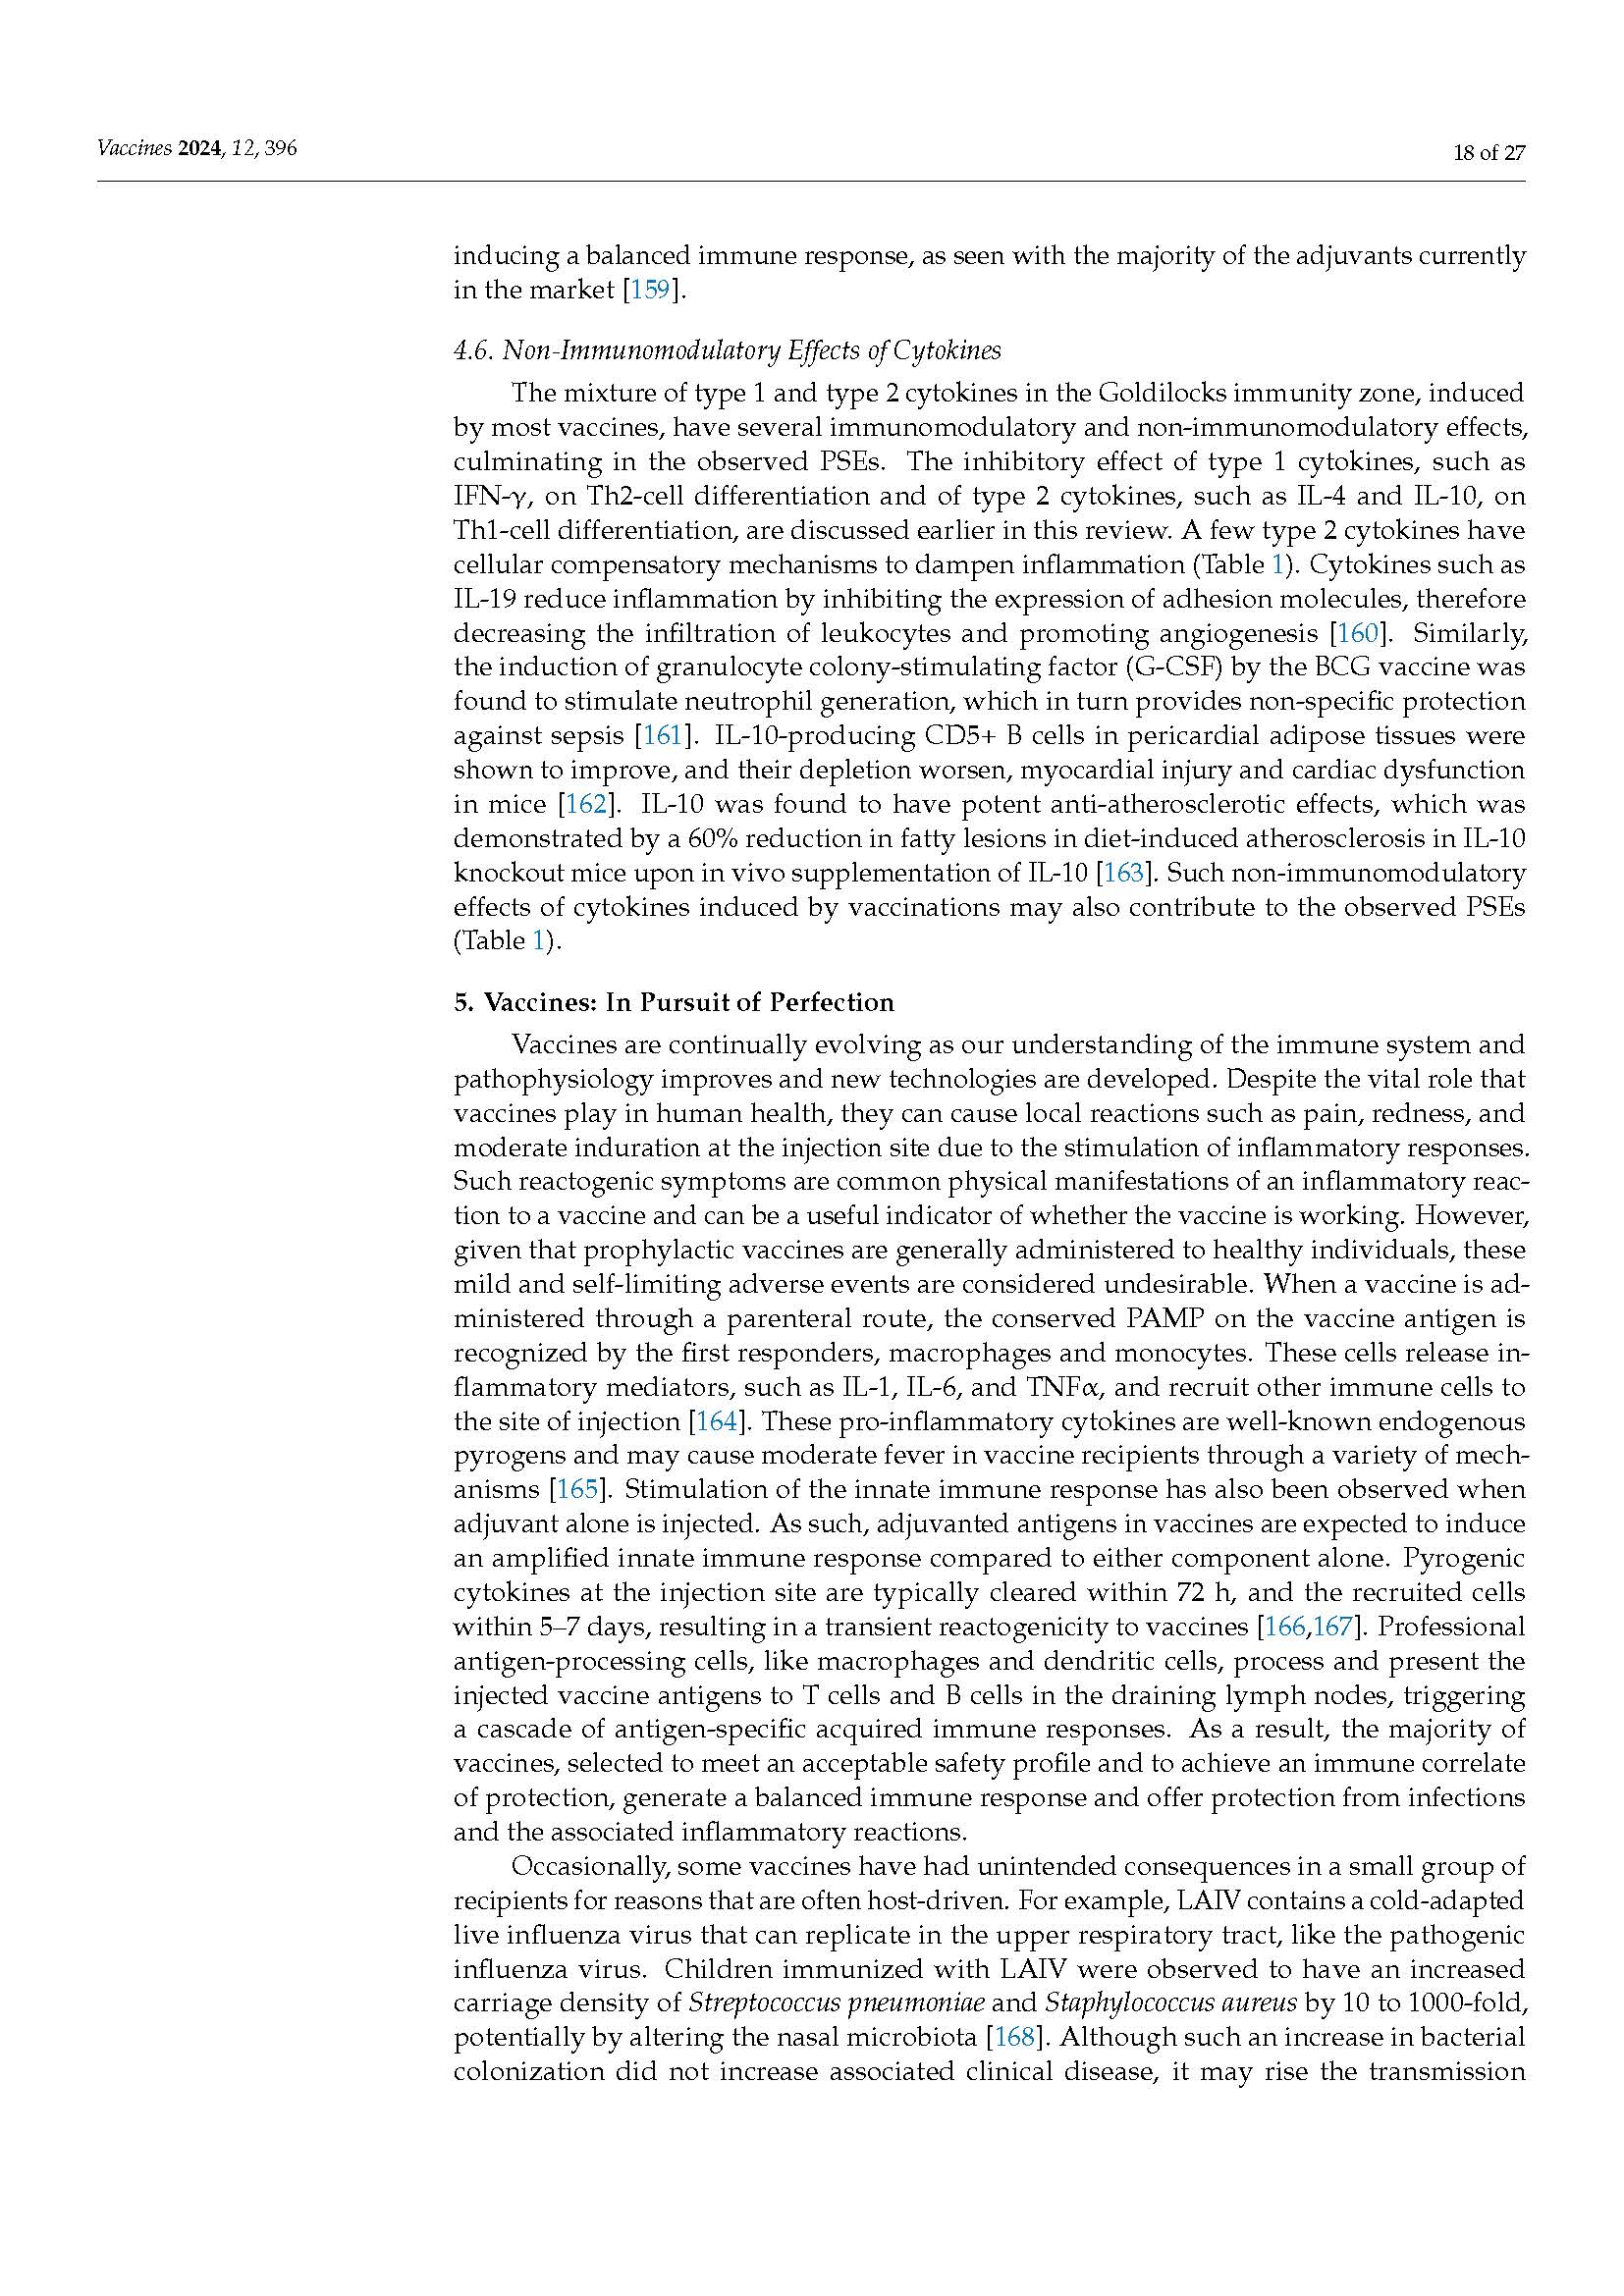 Vaccines 2024, 12, 396
18 of 27
inducing a balanced immune response, as seen with the majority of the adjuvants currently
in the market [159].
4.6. Non-Immunomodulatory Effects of Cytokines
The mixture of type 1 and type 2 cytokines in the Goldilocks immunity zone, induced
by most vaccines, have several immunomodulatory and non-immunomodulatory effects,
culminating in the observed PSEs. The inhibitory effect of type 1 cytokines, such as
IFN-γ, on Th2-cell differentiation and of type 2 cytokines, such as IL-4 and IL-10, on
Th1-cell differentiation, are discussed earlier in this review. A few type 2 cytokines have
cellular compensatory mechanisms to dampen inflammation (Table 1). Cytokines such as
IL-19 reduce inflammation by inhibiting the expression of adhesion molecules, therefore
decreasing the infiltration of leukocytes and promoting angiogenesis [160]. Similarly,
the induction of granulocyte colony-stimulating factor (G-CSF) by the BCG vaccine was
found to stimulate neutrophil generation, which in turn provides non-specific protection
against sepsis [161]. IL-10-producing CD5+ B cells in pericardial adipose tissues were
shown to improve, and their depletion worsen, myocardial injury and cardiac dysfunction
in mice [162]. IL-10 was found to have potent anti-atherosclerotic effects, which was
demonstrated by a 60% reduction in fatty lesions in diet-induced atherosclerosis in IL-10
knockout mice upon in vivo supplementation of IL-10 [163]. Such non-immunomodulatory
effects of cytokines induced by vaccinations may also contribute to the observed PSEs
(Table 1).
5. Vaccines: In Pursuit of Perfection
Vaccines are continually evolving as our understanding of the immune system and
pathophysiology improves and new technologies are developed. Despite the vital role that
vaccines play in human health, they can cause local reactions such as pain, redness, and
moderate induration at the injection site due to the stimulation of inflammatory responses.
Such reactogenic symptoms are common physical manifestations of an inflammatory reac-
tion to a vaccine and can be a useful indicator of whether the vaccine is working. However,
given that prophylactic vaccines are generally administered to healthy individuals, these
mild and self-limiting adverse events are considered undesirable. When a vaccine is ad-
ministered through a parenteral route, the conserved PAMP on the vaccine antigen is
recognized by the first responders, macrophages and monocytes. These cells release in-
flammatory mediators, such as IL-1, IL-6, and TNFα, and recruit other immune cells to
the site of injection [164]. These pro-inflammatory cytokines are well-known endogenous
pyrogens and may cause moderate fever in vaccine recipients through a variety of mech-
anisms [165]. Stimulation of the innate immune response has also been observed when
adjuvant alone is injected. As such, adjuvanted antigens in vaccines are expected to induce
an amplified innate immune response compared to either component alone. Pyrogenic
cytokines at the injection site are typically cleared within 72 h, and the recruited cells
within 5–7 days, resulting in a transient reactogenicity to vaccines [166,167]. Professional
antigen-processing cells, like macrophages and dendritic cells, process and present the
injected vaccine antigens to T cells and B cells in the draining lymph nodes, triggering
a cascade of antigen-specific acquired immune responses. As a result, the majority of
vaccines, selected to meet an acceptable safety profile and to achieve an immune correlate
of protection, generate a balanced immune response and offer protection from infections
and the associated inflammatory reactions.
Occasionally, some vaccines have had unintended consequences in a small group of
recipients for reasons that are often host-driven. For example, LAIV contains a cold-adapted
live influenza virus that can replicate in the upper respiratory tract, like the pathogenic
influenza virus. Children immunized with LAIV were observed to have an increased
carriage density of Streptococcus pneumoniae and Staphylococcus aureus by 10 to 1000-fold,
potentially by altering the nasal microbiota [168]. Although such an increase in bacterial
colonization did not increase associated clinical disease, it may rise the transmission